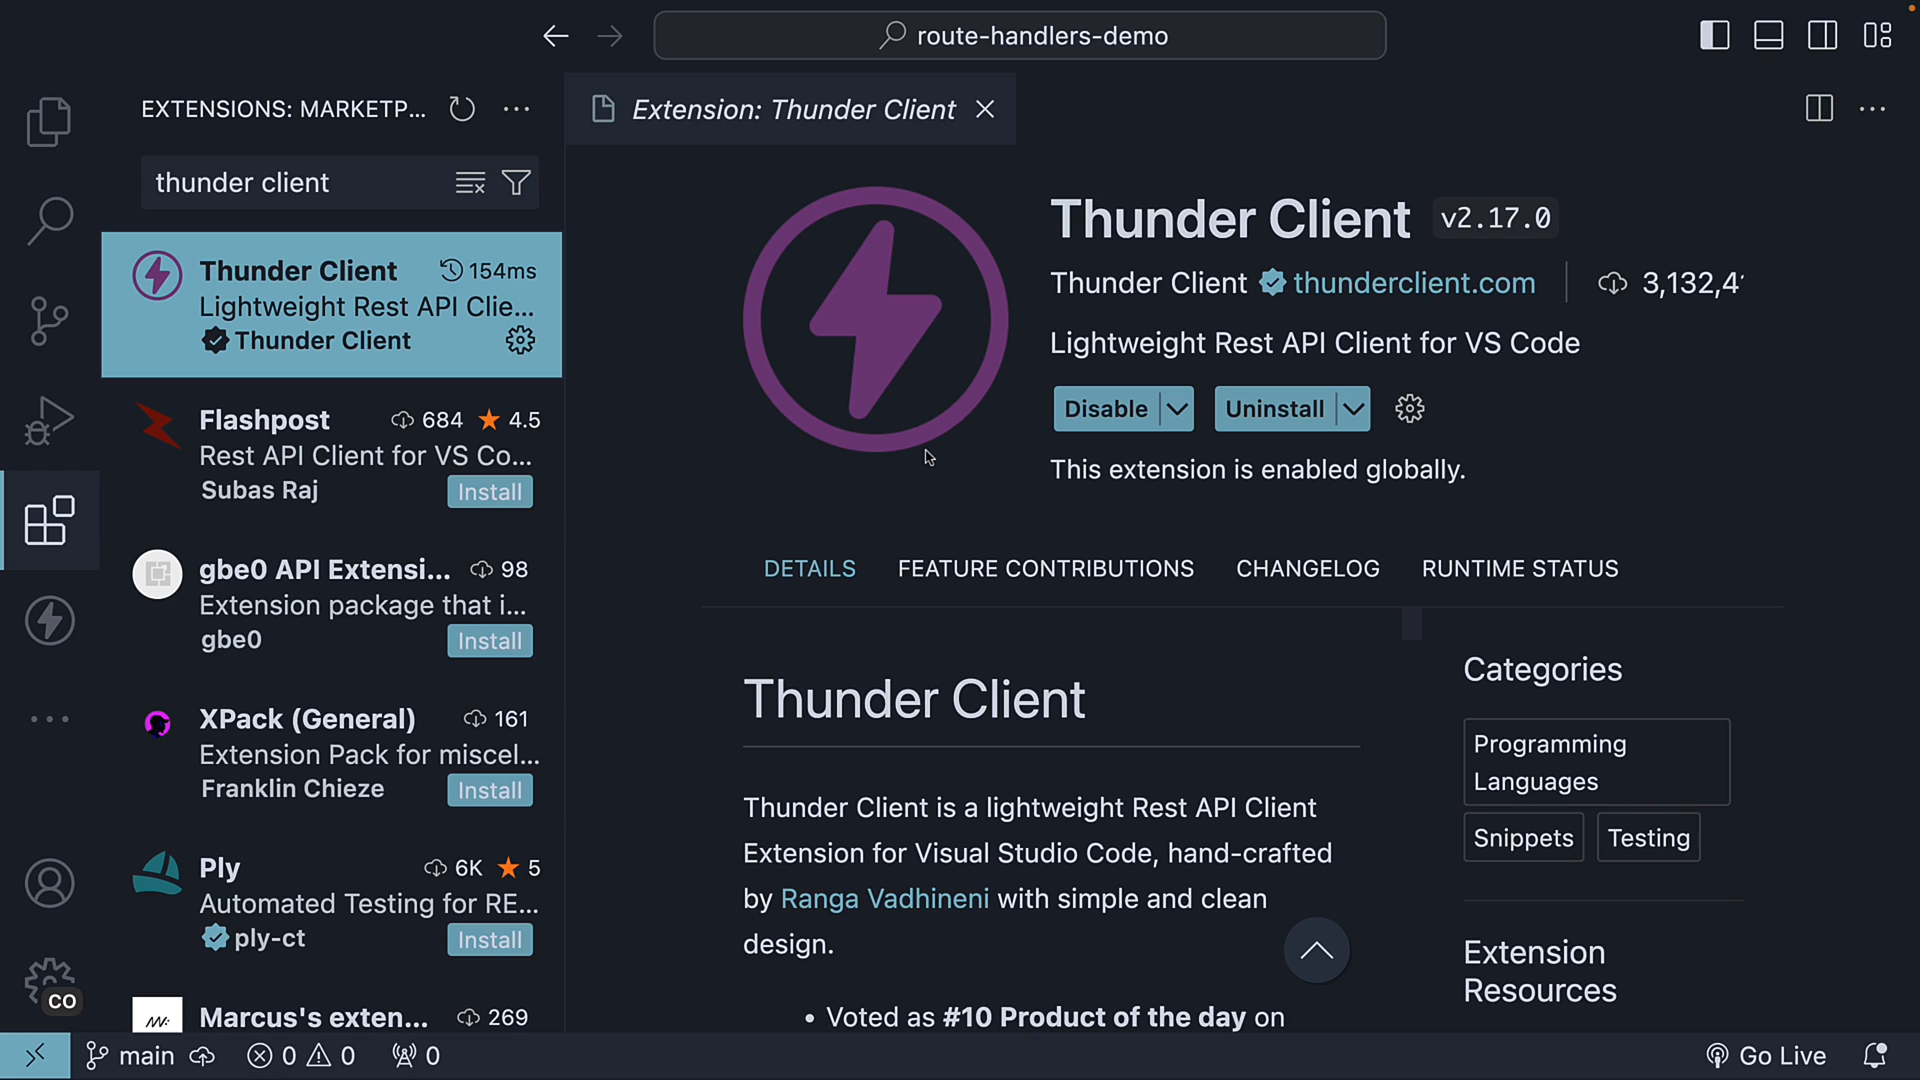 route-handlers-demo
EXTENSIONS: MARKETP...
Extension: Thunder Client
thunder client
Thunder Client 154ms
Lightweight Rest API Clie...
Thunder Client
Flashpost 684 4.5
Rest API Client for VS Co...
Subas Raj Install
gbe0 API Extensi... 98
Extension package that i...
gbe0 Install
XPack (General) 161
Extension Pack for miscel...
Franklin Chieze Install
Ply 6K 5
Automated Testing for RE...
ply-ct Install
Marcus's exten... 269
Thunder Client v2.17.0
Thunder Client thunderclient.com 3,132,4
Lightweight Rest API Client for VS Code
Disable Uninstall
This extension is enabled globally.
DETAILS FEATURE CONTRIBUTIONS CHANGELOG RUNTIME STATUS
Thunder Client
Thunder Client is a lightweight Rest API Client
Extension for Visual Studio Code, hand-crafted
by Ranga Vadhineni with simple and clean
design.
• Voted as #10 Product of the day on
Categories
Programming
Languages
Snippets Testing
Extension
Resources
CO
main 0 0 0
Go Live